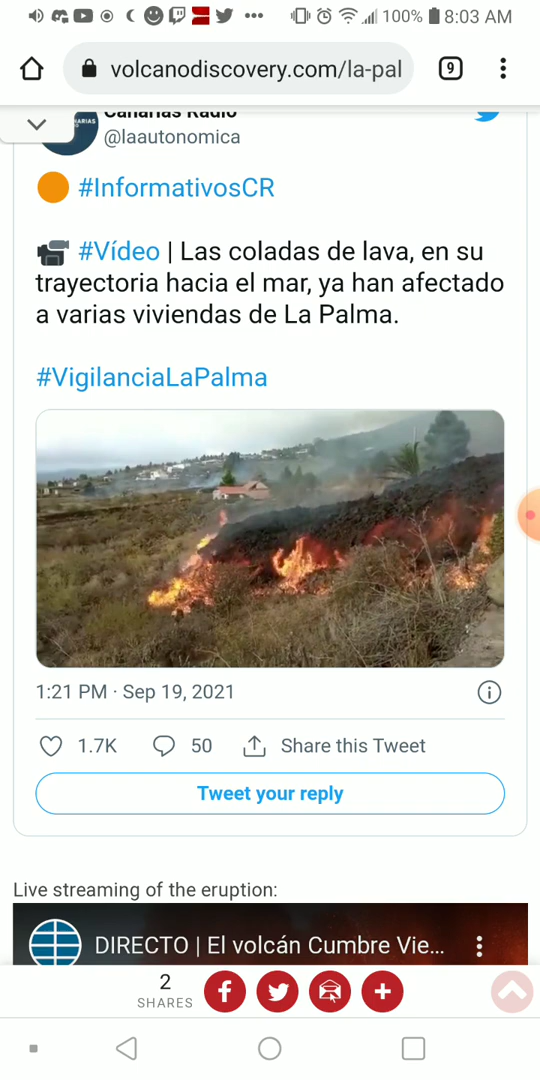 100% 8:03 AM
volcanodiscovery.com/la-pal
9
Canarias Radio
@laautonomica
#InformativosCR
#Vídeo | Las coladas de lava, en su
trayectoria hacia el mar, ya han afectado
a varias viviendas de La Palma.
#VigilanciaLaPalma
1:21 PM · Sep 19, 2021
1.7K 50 Share this Tweet
Tweet your reply
Live streaming of the eruption:
DIRECTO | El volcán Cumbre Vie...
2
SHARES